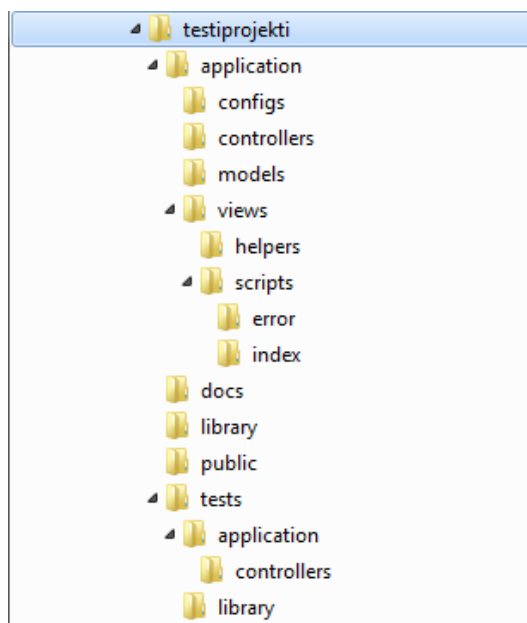 testiprojekti
application
configs
controllers
models
views
helpers
scripts
error
index
docs
library
public
tests
application
controllers
library